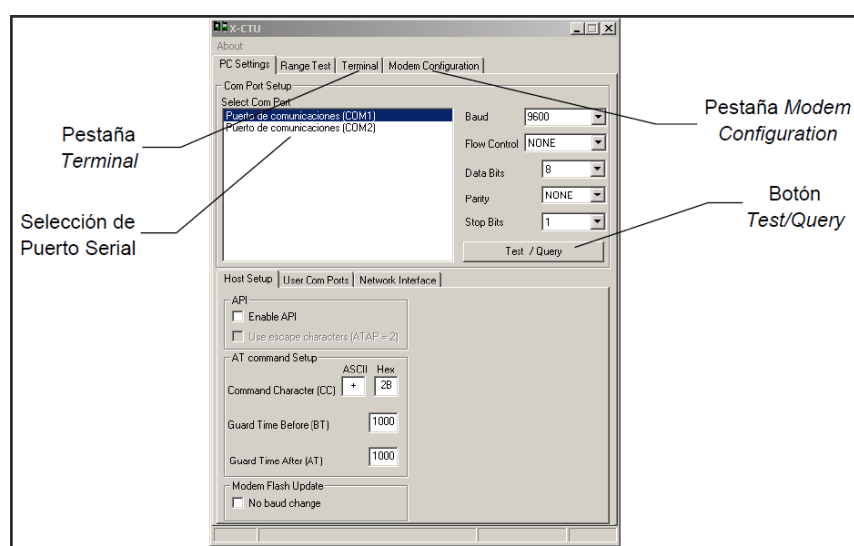 X-CTU
About
PC Settings Range Test Terminal Modem Configuration
Com Port Setup
Select Com Port
Puerto de comunicaciones (COM1)
Puerto de comunicaciones (COM2)
Baud 9600
Flow Control NONE
Data Bits 8
Parity NONE
Stop Bits 1
Test / Query
Host Setup User Com Ports Network Interface
API
Enable API
Use escape characters (ATAP = 2)
AT command Setup
ASCII Hex
Command Character (CC) + 2B
Guard Time Before (BT) 1000
Guard Time After (AT) 1000
Modem Flash Update
No baud change
Pestaña
Terminal
Selección de
Puerto Serial
Pestaña Modem
Configuration
Botón
Test/Query